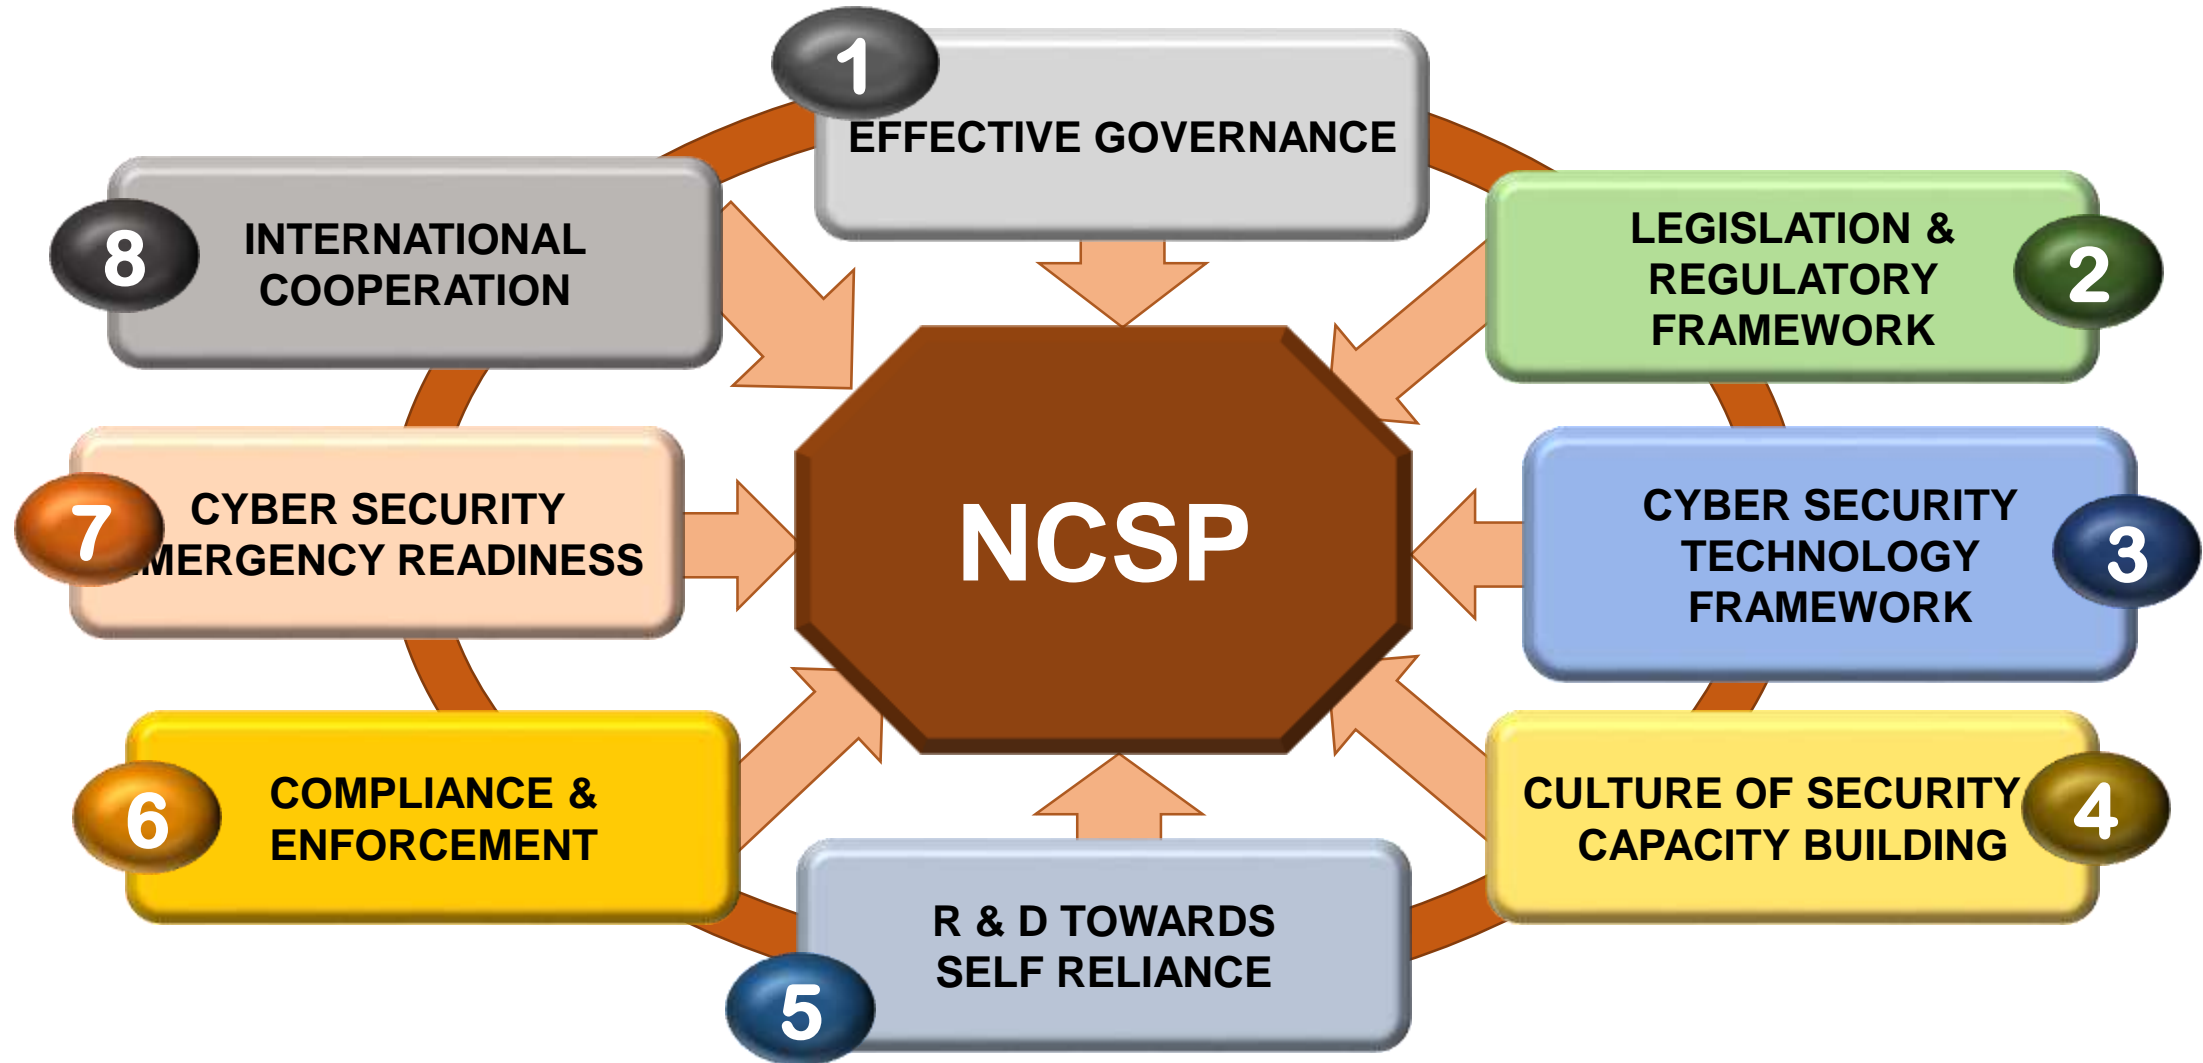 1
EFFECTIVE GOVERNANCE
2
LEGISLATION &
REGULATORY
FRAMEWORK
3
CYBER SECURITY
TECHNOLOGY
FRAMEWORK
4
CULTURE OF SECURITY
CAPACITY BUILDING
5
R & D TOWARDS
SELF RELIANCE
6
COMPLIANCE &
ENFORCEMENT
7
CYBER SECURITY
MERGENCY READINESS
8
INTERNATIONAL
COOPERATION
NCSP